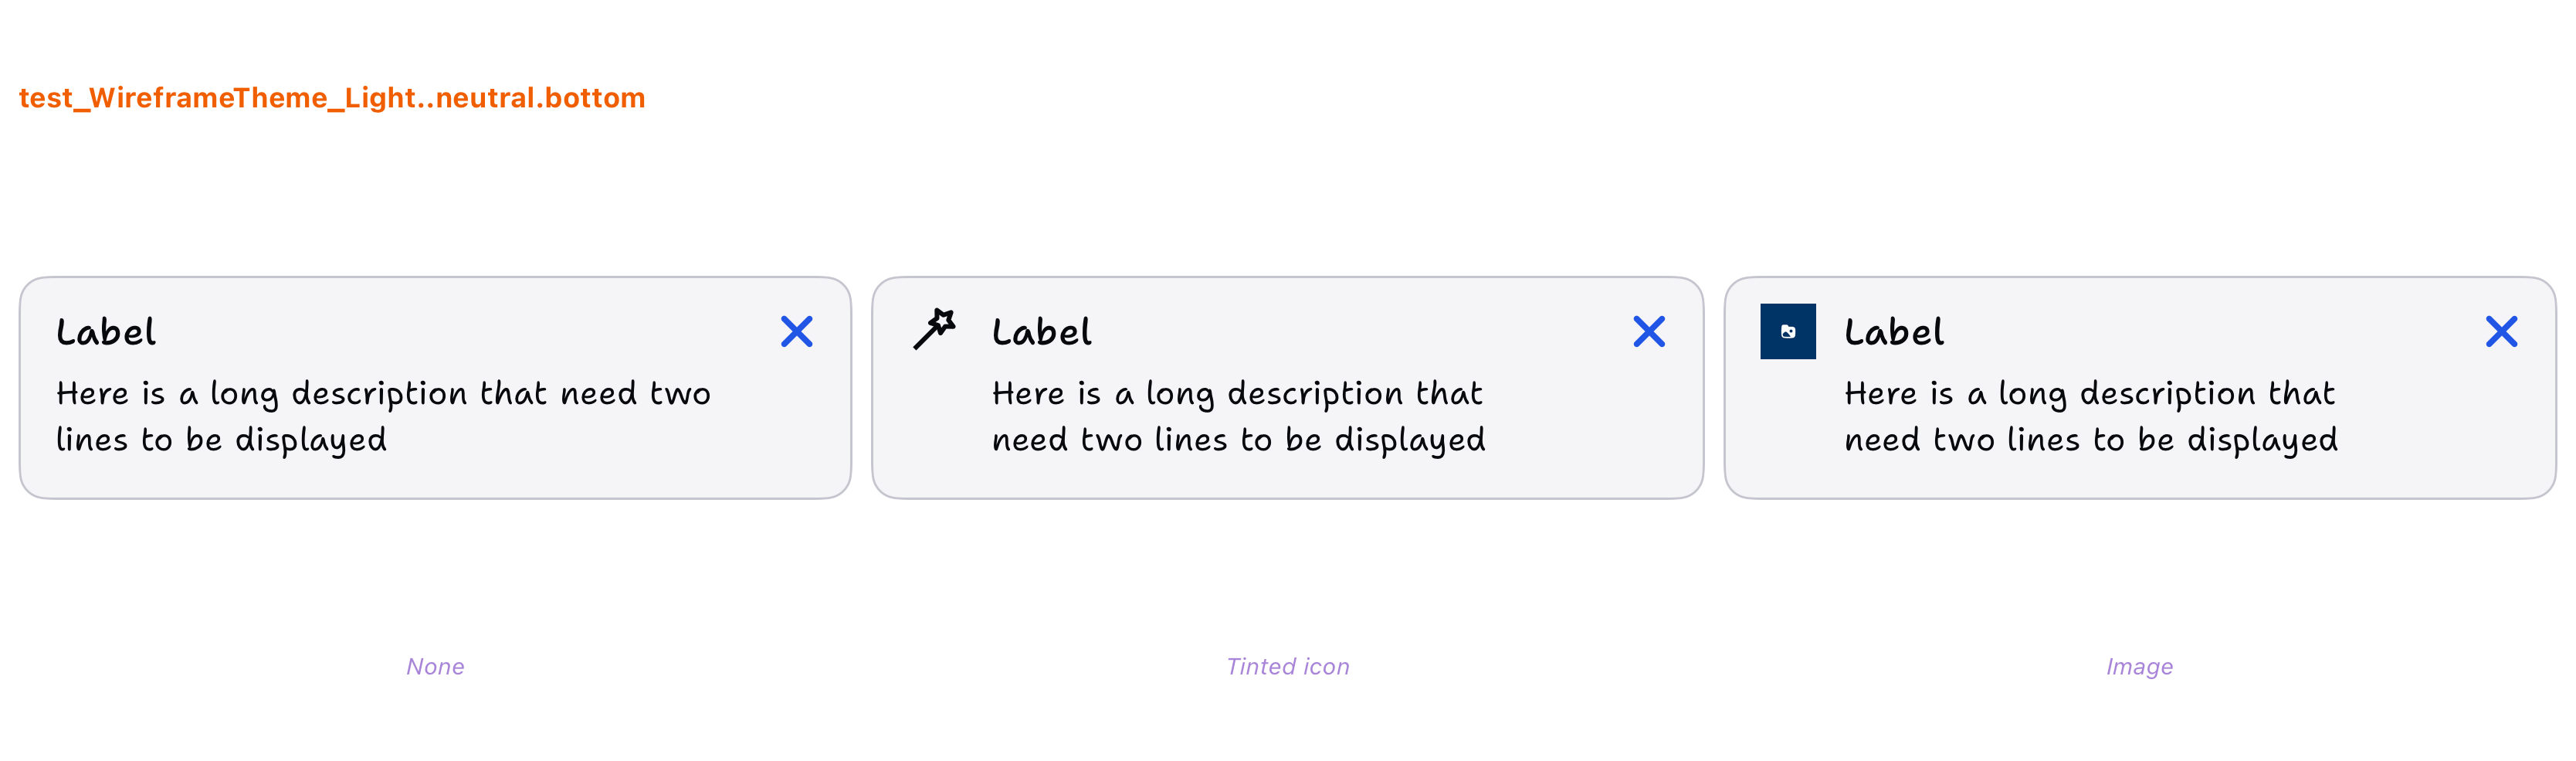 test_WireframeTheme_Light..neutral.bottom
Label
Here is a long description that need two
lines to be displayed
Label
Here is a long description that
need two lines to be displayed
Label
Here is a long description that
need two lines to be displayed
None
Tinted icon
Image